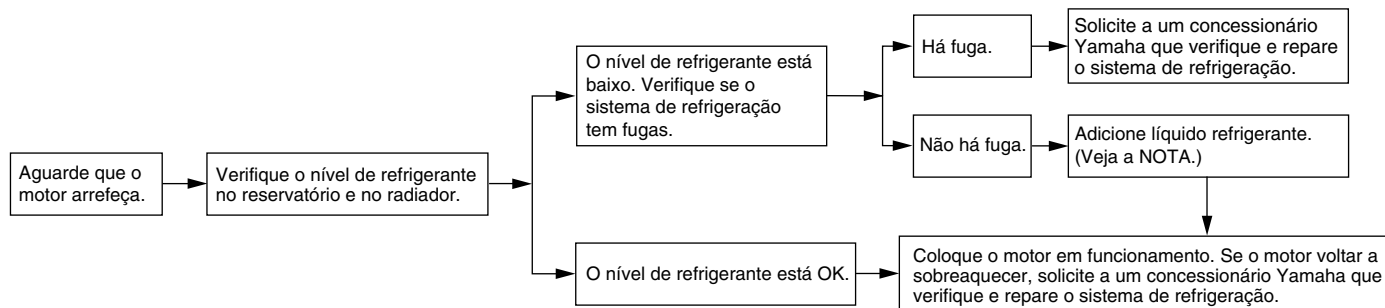 Aguarde que o
motor arrefeça.
Verifique o nível de refrigerante
no reservatório e no radiador.
O nível de refrigerante está
baixo. Verifique se o
sistema de refrigeração
tem fugas.
Há fuga.
Solicite a um concessionário
Yamaha que verifique e repare
o sistema de refrigeração.
Não há fuga.
Adicione líquido refrigerante.
(Veja a NOTA.)
O nível de refrigerante está OK.
Coloque o motor em funcionamento. Se o motor voltar a
sobreaquecer, solicite a um concessionário Yamaha que
verifique e repare o sistema de refrigeração.